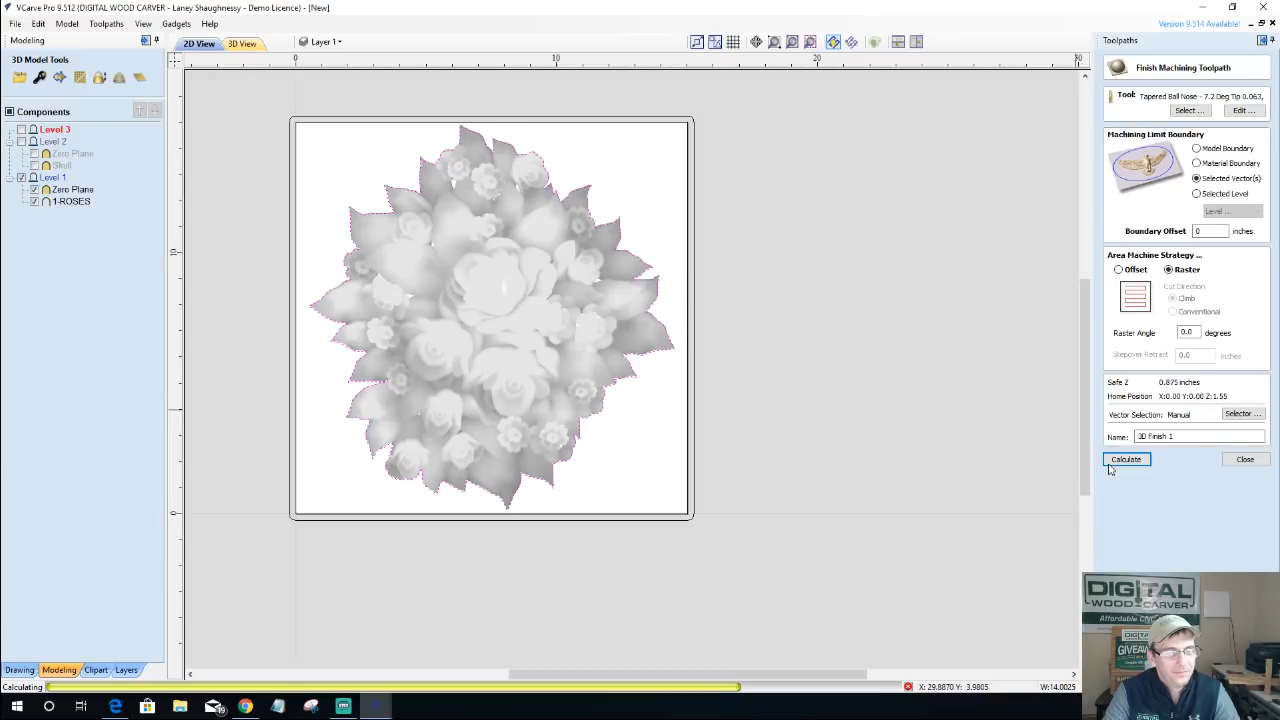 VCarve Pro 9.512 (DIGITAL WOOD CARVER) - Laney Shaughnessy - Demo Licence) - [New]
File Edit Model Toolpaths View Gadgets Help
Version 9.514 Available!
Modeling
2D View 3D View Layer 1
Toolpaths
3D Model Tools
Components
Level 3
Level 2
Zero Plane
Skull
Level 1
Zero Plane
1-ROSES
0 10 20 30
10
0
Finish Machining Toolpath
Tool: Tapered Ball Nose - 7.2 Deg Tip 0.063,
Select ... Edit ...
Machining Limit Boundary
Model Boundary
Material Boundary
Selected Vector(s)
Selected Level
Level ...
Boundary Offset 0 inches
Area Machine Strategy ...
Offset Raster
Cut Direction
Climb
Conventional
Raster Angle 0.0 degrees
Stepover Retract 0.0 inches
Safe Z 0.875 inches
Home Position X:0.00 Y:0.00 Z:1.55
Vector Selection: Manual Selector ...
Name: 3D Finish 1
Calculate Close
DIGITAL
WOOD-CARVER
Affordable CNC
DIGITAL
GIVEAWAY
Drawing Modeling Clipart Layers
Calculating X: 29.8870 Y: 3.9805 W:14.0025
19